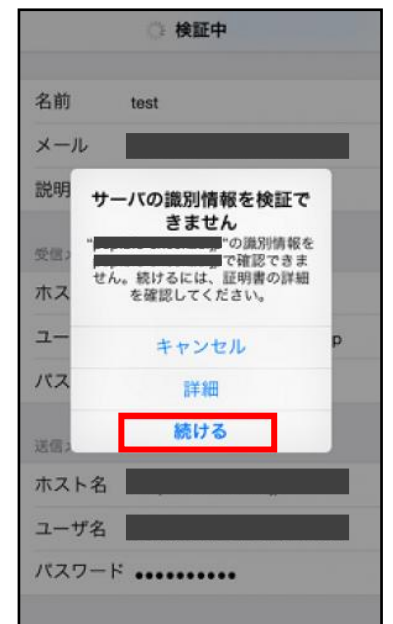 検証中
名前 test
メール
説明
サーバの識別情報を検証で
きません
" "の識別情報を
で確認できま
せん。続けるには、証明書の詳細
を確認してください。
受信
ホス
キャンセル
ユー p
パス
詳細
続ける
送信
ホスト名
ユーザ名
パスワード ●●●●●●●●●●